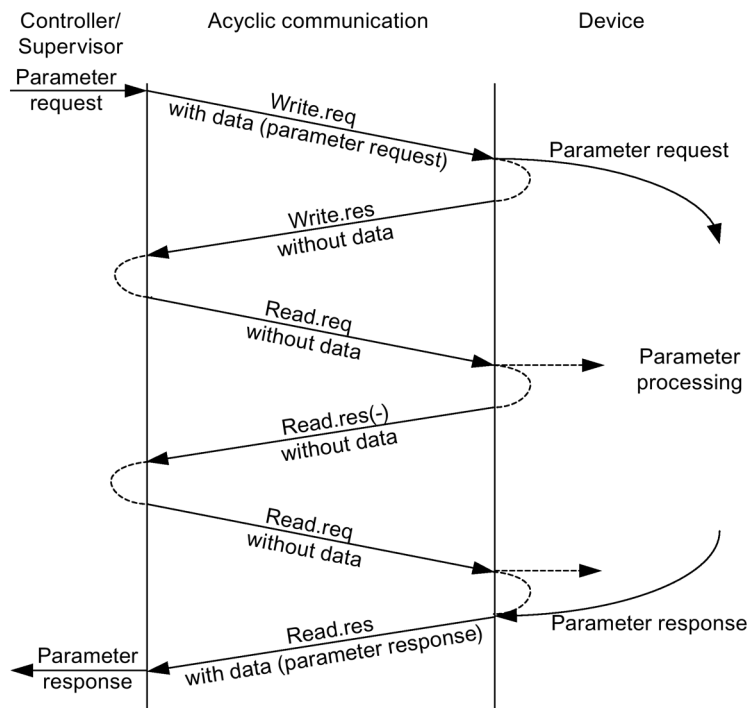 Controller/
Supervisor
Acyclic communication
Device
Parameter
request
Write.req
with data (parameter request)
Parameter request
Write.res
without data
Read.req
without data
Parameter
processing
Read.res(-)
without data
Read.req
without data
Read.res
with data (parameter response)
Parameter response
Parameter
response